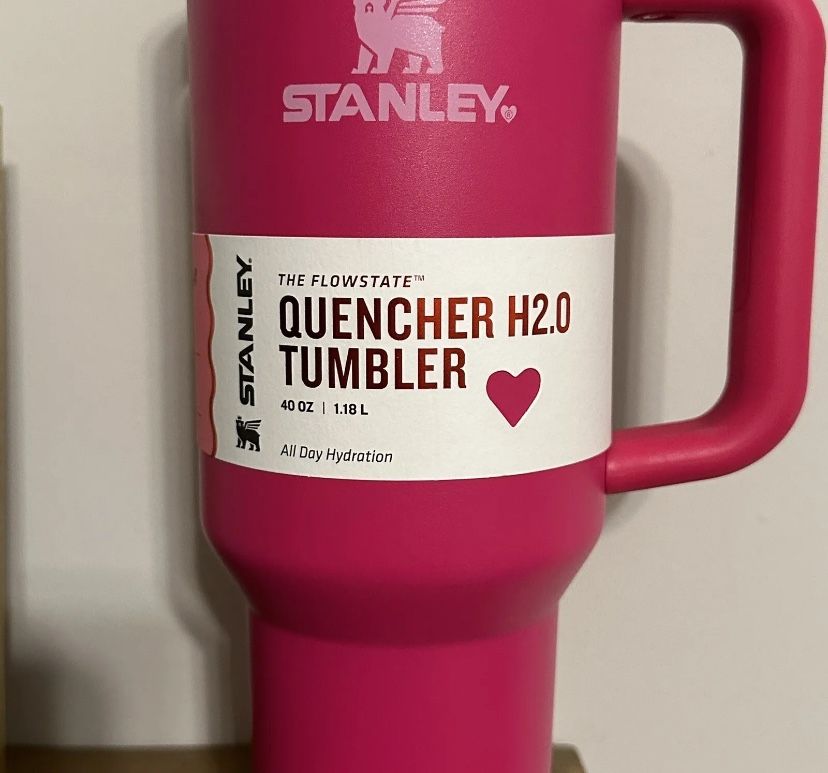 STANLEY
STANLEY.
THE FLOWSTATE™
QUENCHER H2.0
TUMBLER
40 OZ | 1.18 L
All Day Hydration